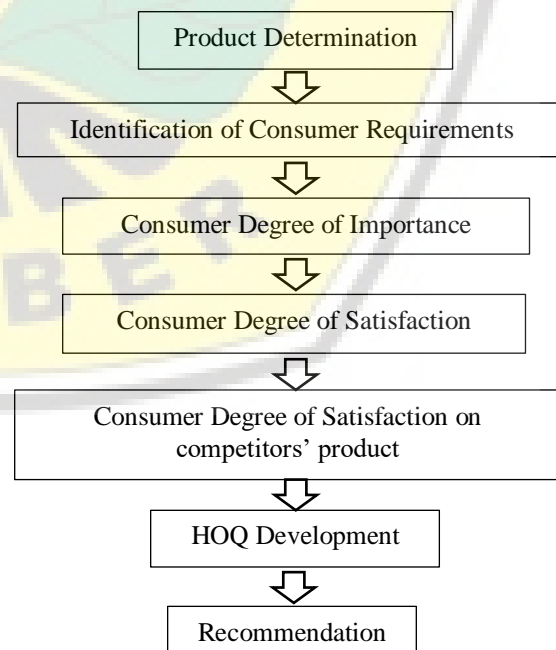 Product Determination
Identification of Consumer Requirements
Consumer Degree of Importance
BER
Consumer Degree of Satisfaction
Consumer Degree of Satisfaction on
competitors’ product
HOQ Development
Recommendation